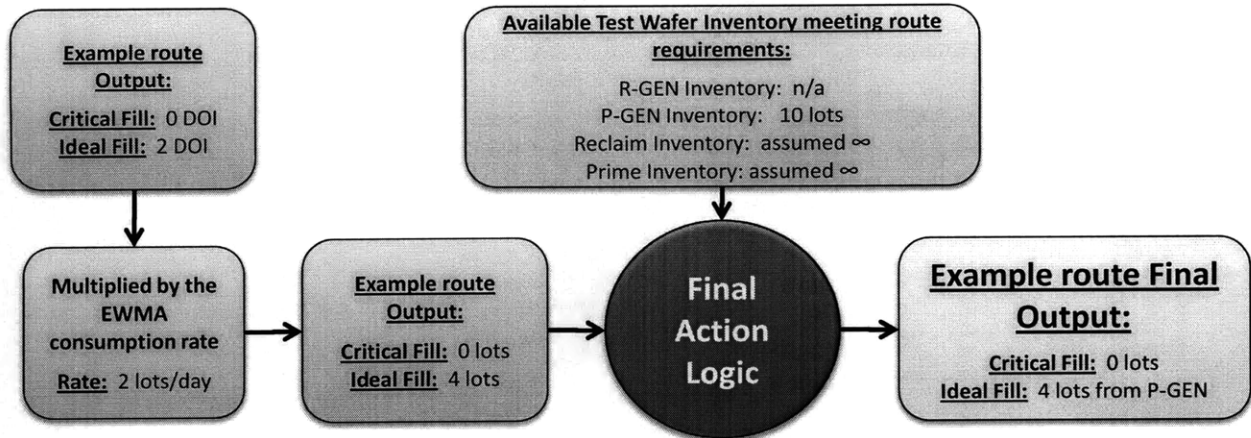 Example route
Output:
Critical Fill: 0 DOI
Ideal Fill: 2 DOI
Available Test Wafer Inventory meeting route
requirements:
R-GEN Inventory: n/a
P-GEN Inventory: 10 lots
Reclaim Inventory: assumed ∞
Prime Inventory: assumed ∞
Multiplied by the
EWMA
consumption rate
Rate: 2 lots/day
Example route
Output:
Critical Fill: 0 lots
Ideal Fill: 4 lots
Final
Action
Logic
Example route Final
Output:
Critical Fill: 0 lots
Ideal Fill: 4 lots from P-GEN